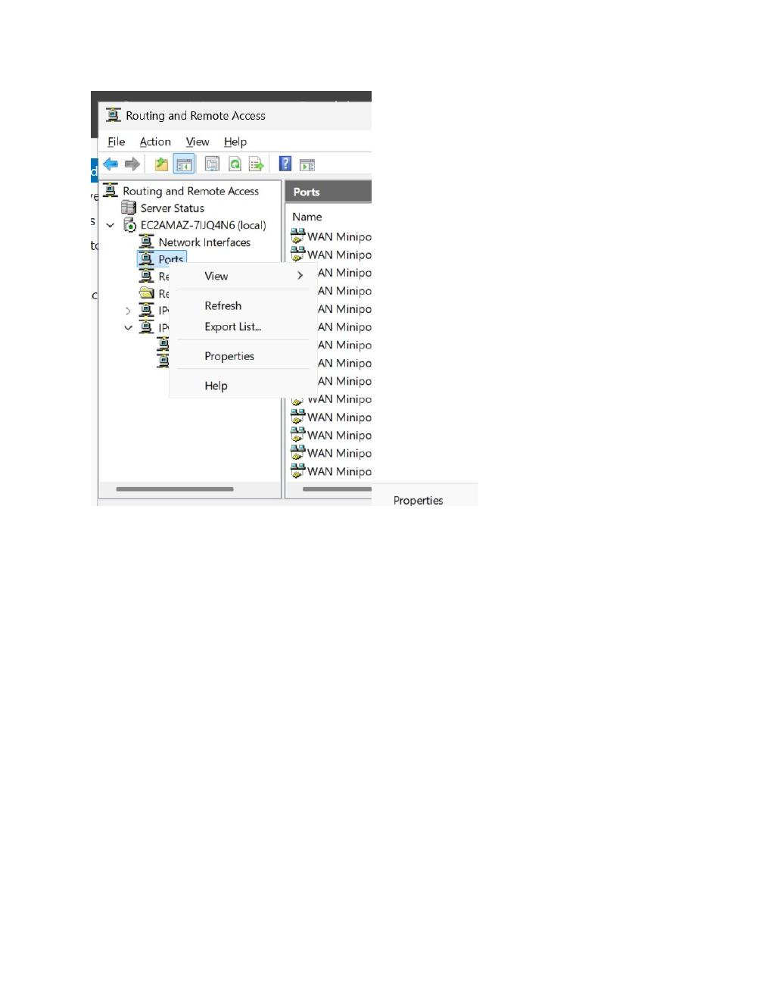 Routing and Remote Access
File Action View Help
Routing and Remote Access
Server Status
EC2AMAZ-7IJQ4N6 (local)
Network Interfaces
Ports
Re
Re
IP
IP
View
Refresh
Export List...
Properties
Help
Ports
Name
WAN Minipo
WAN Minipo
AN Minipo
AN Minipo
AN Minipo
AN Minipo
AN Minipo
AN Minipo
AN Minipo
WAN Minipo
WAN Minipo
WAN Minipo
WAN Minipo
WAN Minipo
Properties